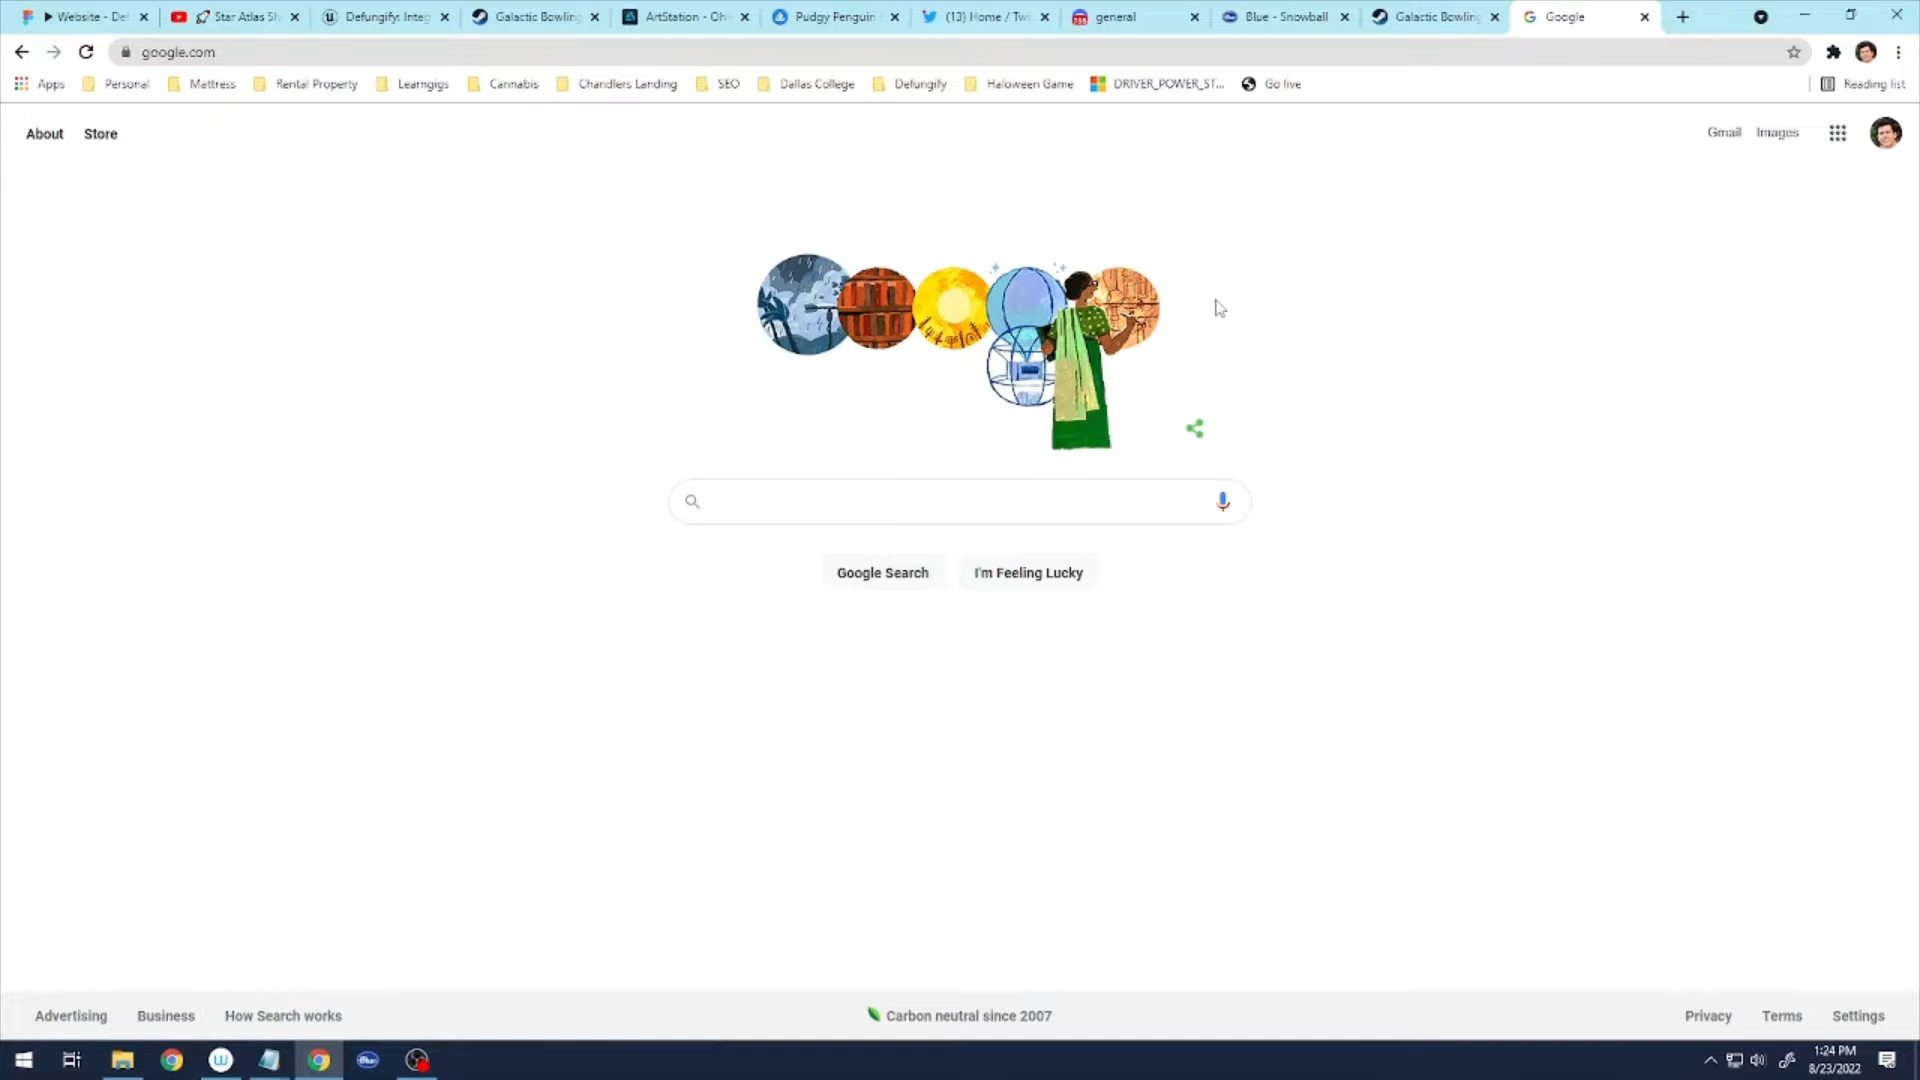 Website - De
Star Atlas S
Defungify: Integ
Galactic Bowling
ArtStation - Oh
Pudgy Penguin
(13) Home / Tw
general
Blue - Snowball
Galactic Bowling
Google
google.com
Apps
Personal
Mattress
Rental Property
Learngigs
Cannabis
Chandlers Landing
SEO
Dallas College
Defungify
Haloween Game
DRIVER_POWER_ST...
Go live
Reading list
About
Store
Gmail
Images
Google Search
I'm Feeling Lucky
Advertising
Business
How Search works
Carbon neutral since 2007
Privacy
Terms
Settings
Blue
1:24 PM
8/23/2022